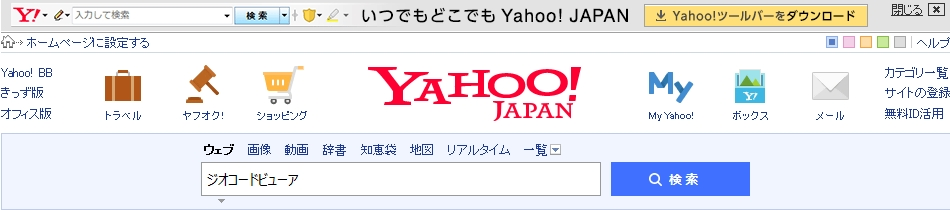 Y! 入力して検索 検索 いつでもどこでも Yahoo! JAPAN Yahoo!ツールバーをダウンロード 閉じる
ホームページに設定する ヘルプ
Yahoo! BB
きっず版
オフィス版
トラベル ヤフオク! ショッピング
YAHOO!
JAPAN
My
Y7
My Yahoo! ボックス メール
カテゴリ一覧
サイトの登録
無料ID活用
ウェブ 画像 動画 辞書 知恵袋 地図 リアルタイム 一覧
ジオコードビューア 検索